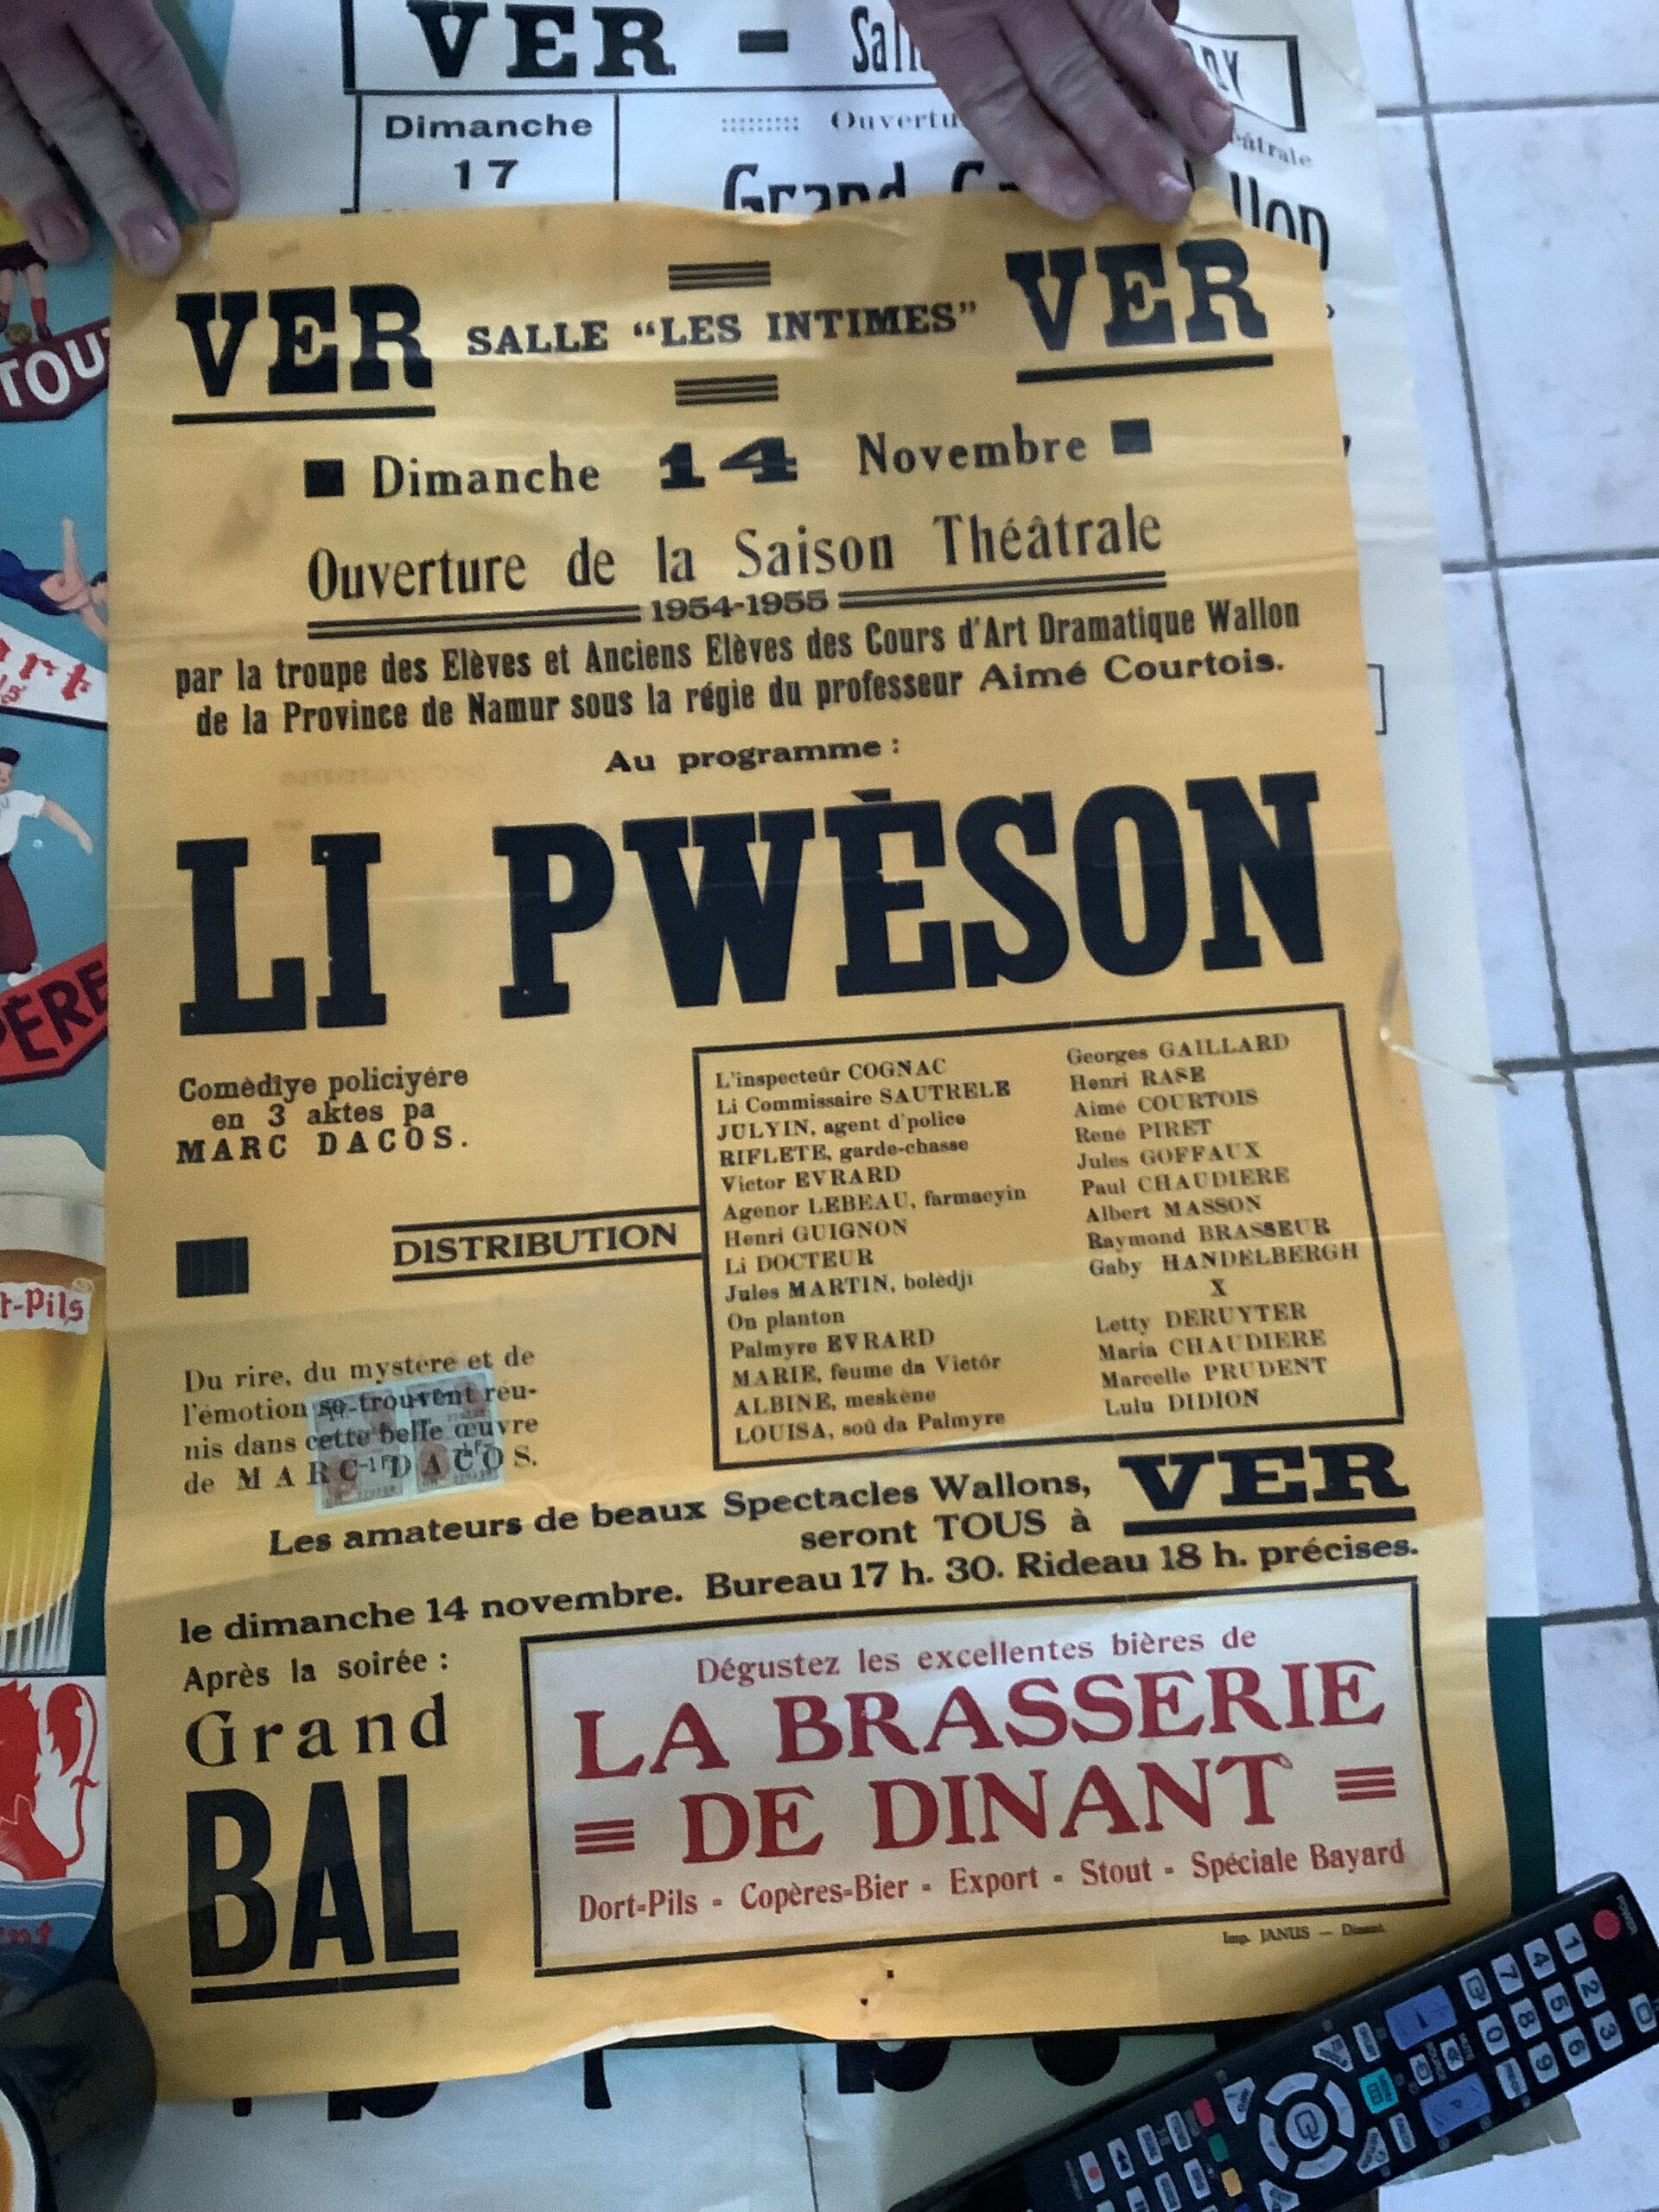 VER - Sall
Dimanche
17
Grand
llon
VER SALLE “LES INTIMES” VER
Dimanche 14 Novembre
Ouverture de la Saison Théâtrale
1954-1955
par la troupe des Elèves et Anciens Elèves des Cours d'Art Dramatique Wallon
de la Province de Namur sous la régie du professeur Aimé Courtois.
Au programme :
LI PWÈSON
Comèdîye policiyére
en 3 aktes pa
MARC DACOS.
DISTRIBUTION
L'inspecteûr COGNAC
Li Commissaire SAUTRELE
JULYIN, agent d'police
RIFLETE, garde-chasse
Victor EVRARD
Agenor LEBEAU, farmacyin
Henri GUIGNON
Li DOCTEUR
Jules MARTIN, bolèdjî
On planton
Palmyre EVRARD
MARIE, feume da Victôr
ALBINE, meskène
LOUISA, soû da Palmyre
Georges GAILLARD
Henri RASE
Aimé COURTOIS
René PIRET
Jules GOFFAUX
Paul CHAUDIERE
Albert MASSON
Raymond BRASSEUR
Gaby HANDELBERGH
X
Letty DERUYTER
Maria CHAUDIERE
Marcelle PRUDENT
Lulu DIDION
Du rire, du mystère et de
l'émotion se trouvent réu-
nis dans cette belle œuvre
de MARC DACOS.
Les amateurs de beaux Spectacles Wallons,
seront TOUS à VER
le dimanche 14 novembre. Bureau 17 h. 30. Rideau 18 h. précises.
Après la soirée :
Grand
BAL
Dégustez les excellentes bières de
LA BRASSERIE
DE DINANT
Dort-Pils - Copères-Bier - Export - Stout - Spéciale Bayard
Imp. JANUS — Dinant
TOU
PÈRE
t-Pils